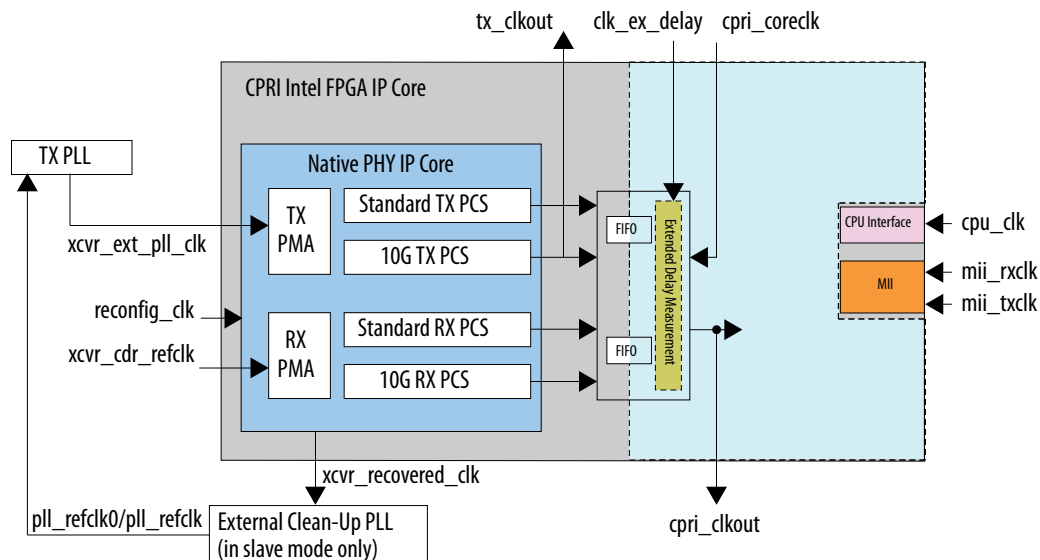 tx_clkout
clk_ex_delay
cpri_coreclk
CPRI Intel FPGA IP Core
TX PLL
Native PHY IP Core
TX
PMA
Standard TX PCS
10G TX PCS
xcvr_ext_pll_clk
reconfig_clk
xcvr_cdr_refclk
RX
PMA
Standard RX PCS
10G RX PCS
FIFO
FIFO
Extended Delay Measurement
CPU Interface
cpu_clk
MII
mii_rxclk
mii_txclk
xcvr_recovered_clk
pll_refclk0/pll_refclk
External Clean-Up PLL
(in slave mode only)
cpri_clkout